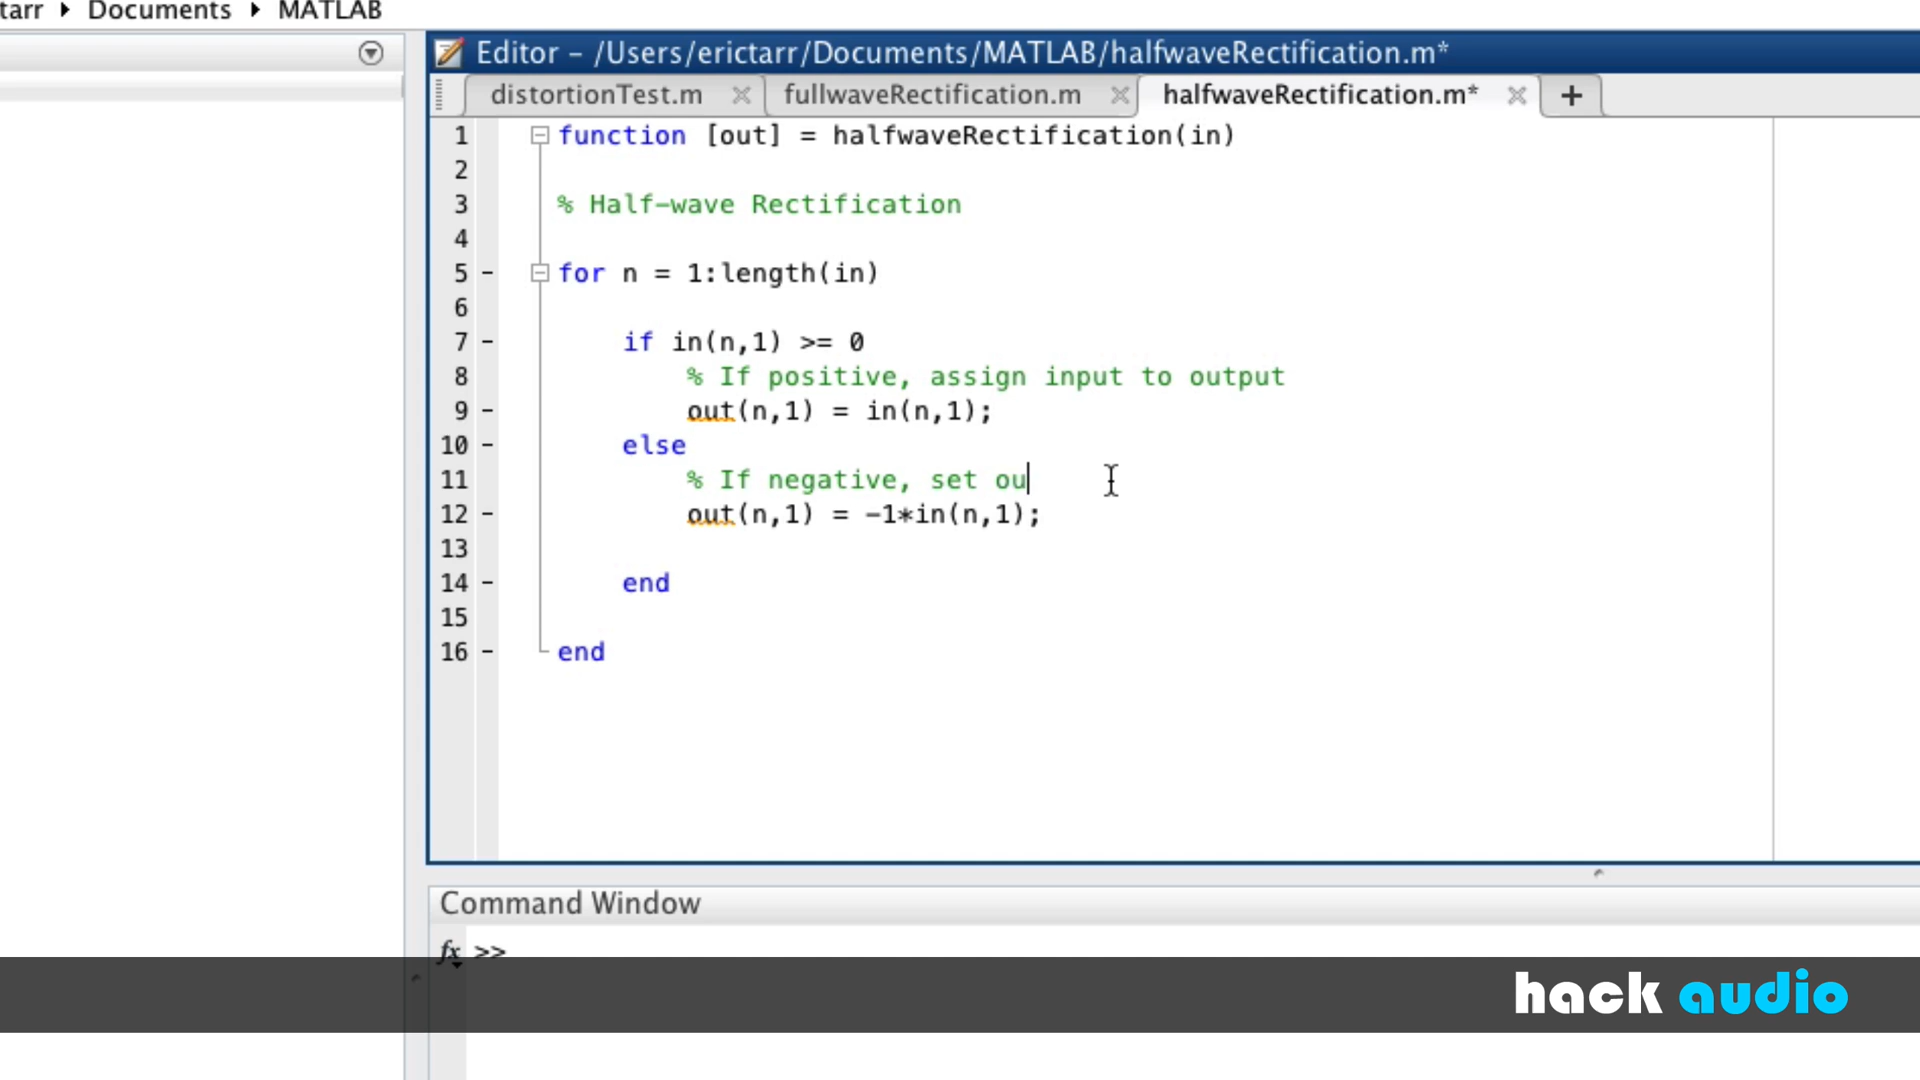 tarr ▸ Documents ▸ MATLAB
Editor – /Users/erictarr/Documents/MATLAB/halfwaveRectification.m*
distortionTest.m × fullwaveRectification.m × halfwaveRectification.m* × +
1 function [out] = halfwaveRectification(in)
2
3 % Half-wave Rectification
4
5 - for n = 1:length(in)
6
7 - if in(n,1) >= 0
8 % If positive, assign input to output
9 - out(n,1) = in(n,1);
10 - else
11 % If negative, set ou
12 - out(n,1) = -1*in(n,1);
13
14 - end
15
16 - end
Command Window
fx >>
hack audio